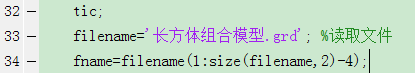 32 - tic;
33 - filename='长方体组合模型.grd'; %读取文件
34 - fname=filename(1:size(filename,2)-4);